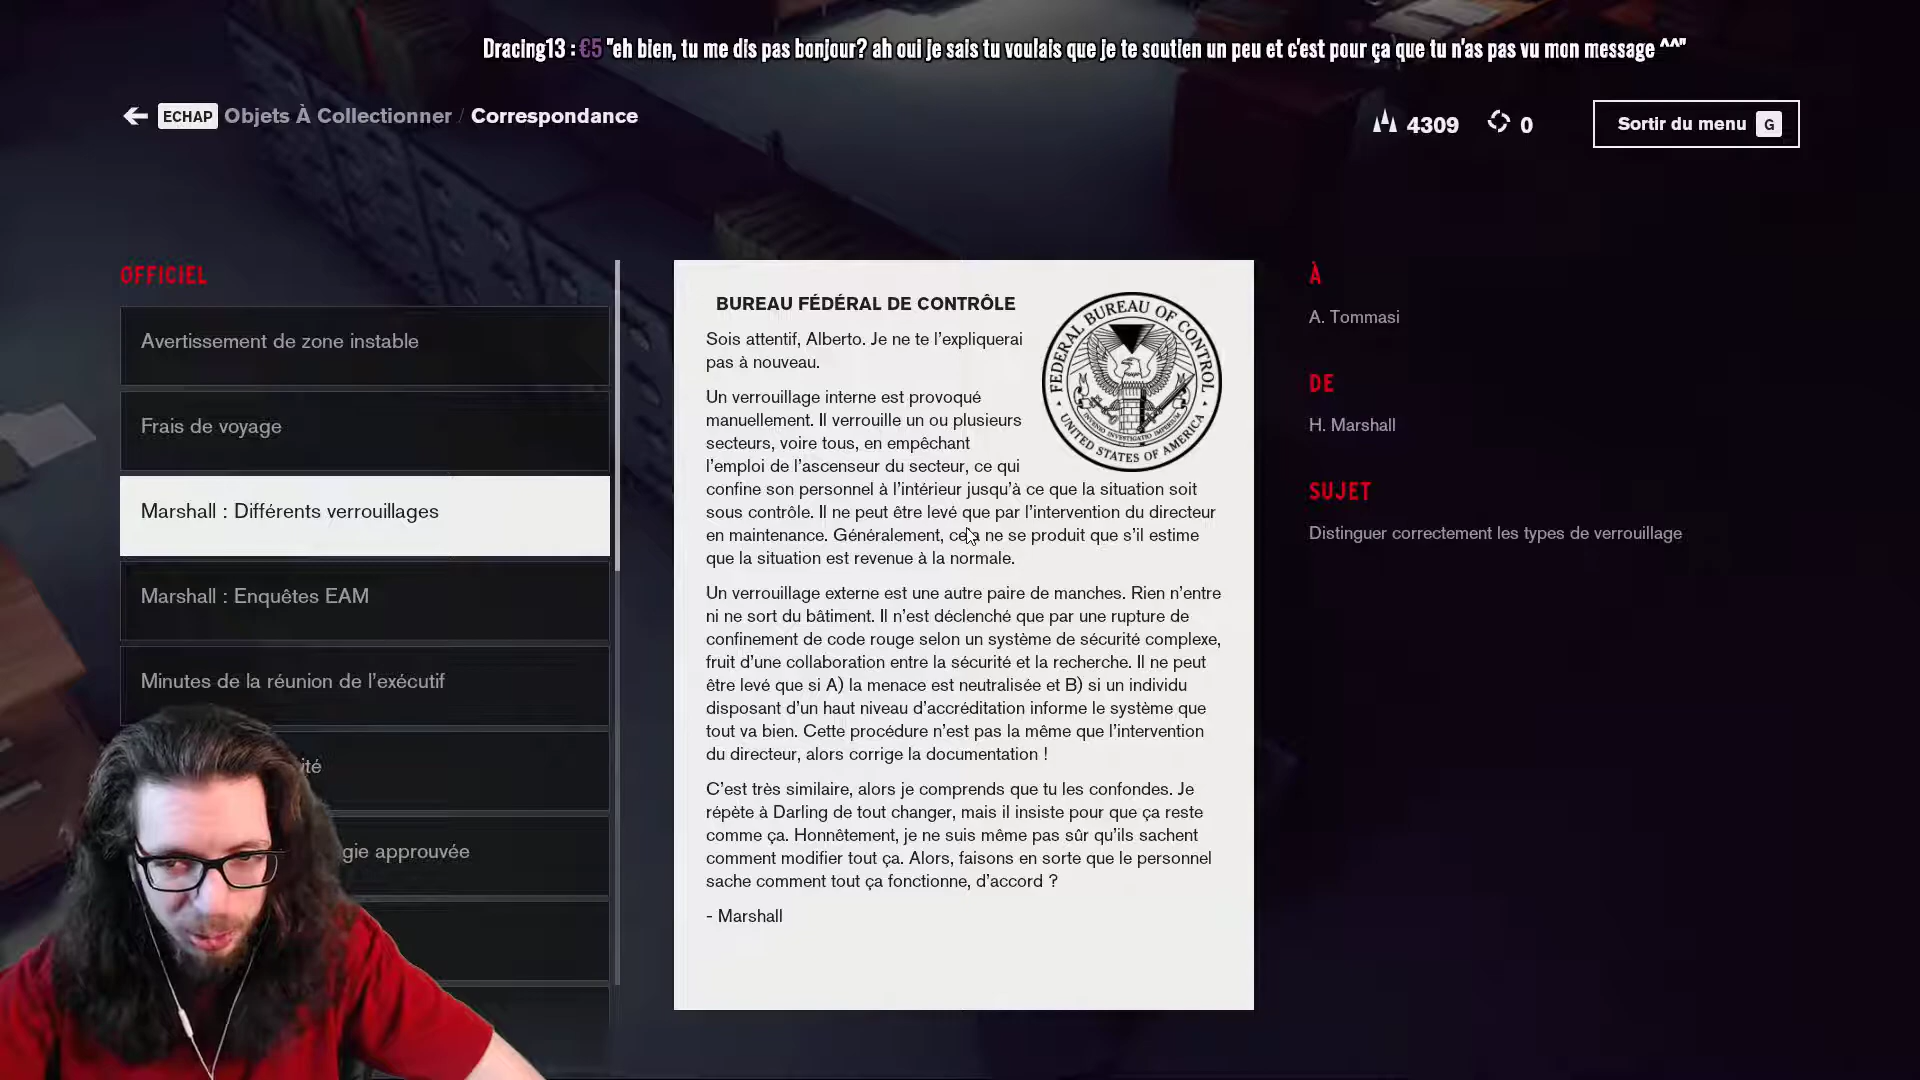 Dracing13 : €5 "eh bien, tu me dis pas bonjour? ah oui je sais tu voulais que je te soutien un peu et c'est pour ça que tu n'as pas vu mon message ^^"
ECHAP Objets À Collectionner / Correspondance
4309 0
Sortir du menu G
OFFICIEL
Avertissement de zone instable
Frais de voyage
Marshall : Différents verrouillages
Marshall : Enquêtes EAM
Minutes de la réunion de l'exécutif
ité
gie approuvée
BUREAU FÉDÉRAL DE CONTRÔLE
FEDERAL BUREAU OF CONTROL
INVENIO INVESTIGATIO IMPERIUM
UNITED STATES OF AMERICA
Sois attentif, Alberto. Je ne te l'expliquerai
pas à nouveau.
Un verrouillage interne est provoqué
manuellement. Il verrouille un ou plusieurs
secteurs, voire tous, en empêchant
l'emploi de l'ascenseur du secteur, ce qui
confine son personnel à l'intérieur jusqu'à ce que la situation soit
sous contrôle. Il ne peut être levé que par l'intervention du directeur
en maintenance. Généralement, cela ne se produit que s'il estime
que la situation est revenue à la normale.
Un verrouillage externe est une autre paire de manches. Rien n'entre
ni ne sort du bâtiment. Il n'est déclenché que par une rupture de
confinement de code rouge selon un système de sécurité complexe,
fruit d'une collaboration entre la sécurité et la recherche. Il ne peut
être levé que si A) la menace est neutralisée et B) si un individu
disposant d'un haut niveau d'accréditation informe le système que
tout va bien. Cette procédure n'est pas la même que l'intervention
du directeur, alors corrige la documentation !
C'est très similaire, alors je comprends que tu les confondes. Je
répète à Darling de tout changer, mais il insiste pour que ça reste
comme ça. Honnêtement, je ne suis même pas sûr qu'ils sachent
comment modifier tout ça. Alors, faisons en sorte que le personnel
sache comment tout ça fonctionne, d'accord ?
- Marshall
À
A. Tommasi
DE
H. Marshall
SUJET
Distinguer correctement les types de verrouillage